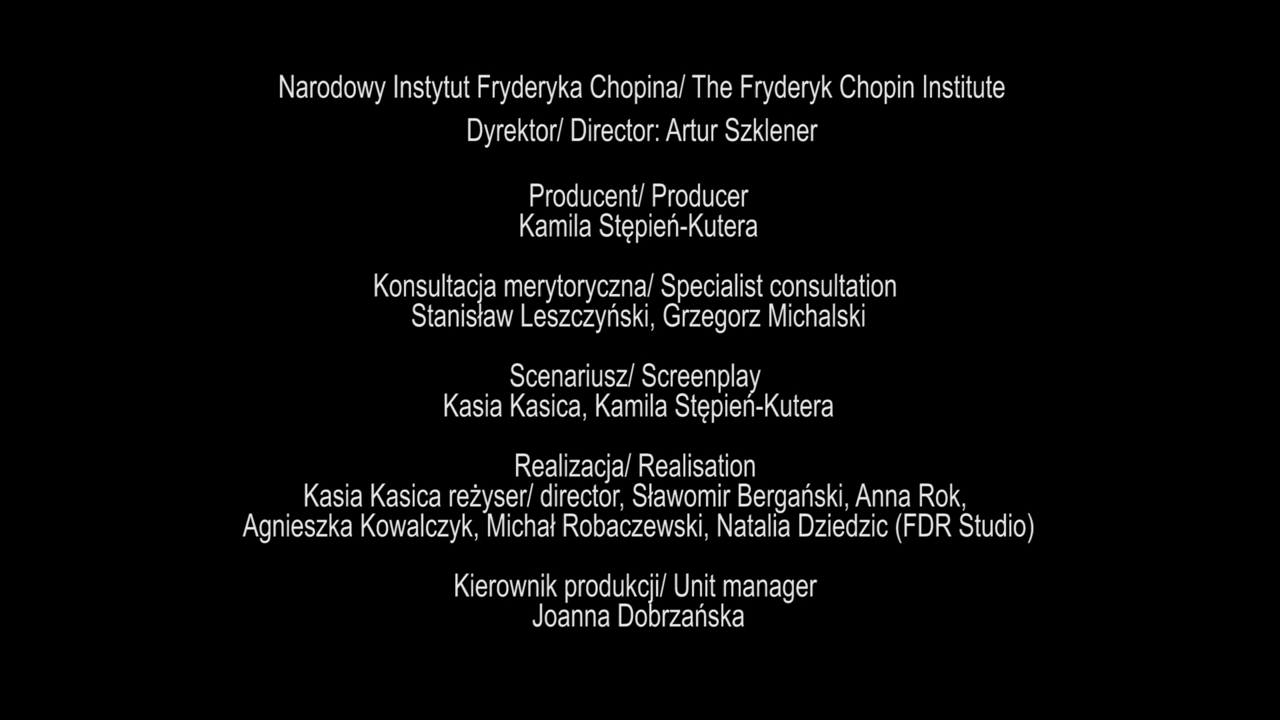 Narodowy Instytut Fryderyka Chopina/ The Fryderyk Chopin Institute
Dyrektor/ Director: Artur Szklener
Producent/ Producer
Kamila Stępień-Kutera
Konsultacja merytoryczna/ Specialist consultation
Stanisław Leszczyński, Grzegorz Michalski
Scenariusz/ Screenplay
Kasia Kasica, Kamila Stępień-Kutera
Realizacja/ Realisation
Kasia Kasica reżyser/ director, Sławomir Bergański, Anna Rok,
Agnieszka Kowalczyk, Michał Robaczewski, Natalia Dziedzic (FDR Studio)
Kierownik produkcji/ Unit manager
Joanna Dobrzańska